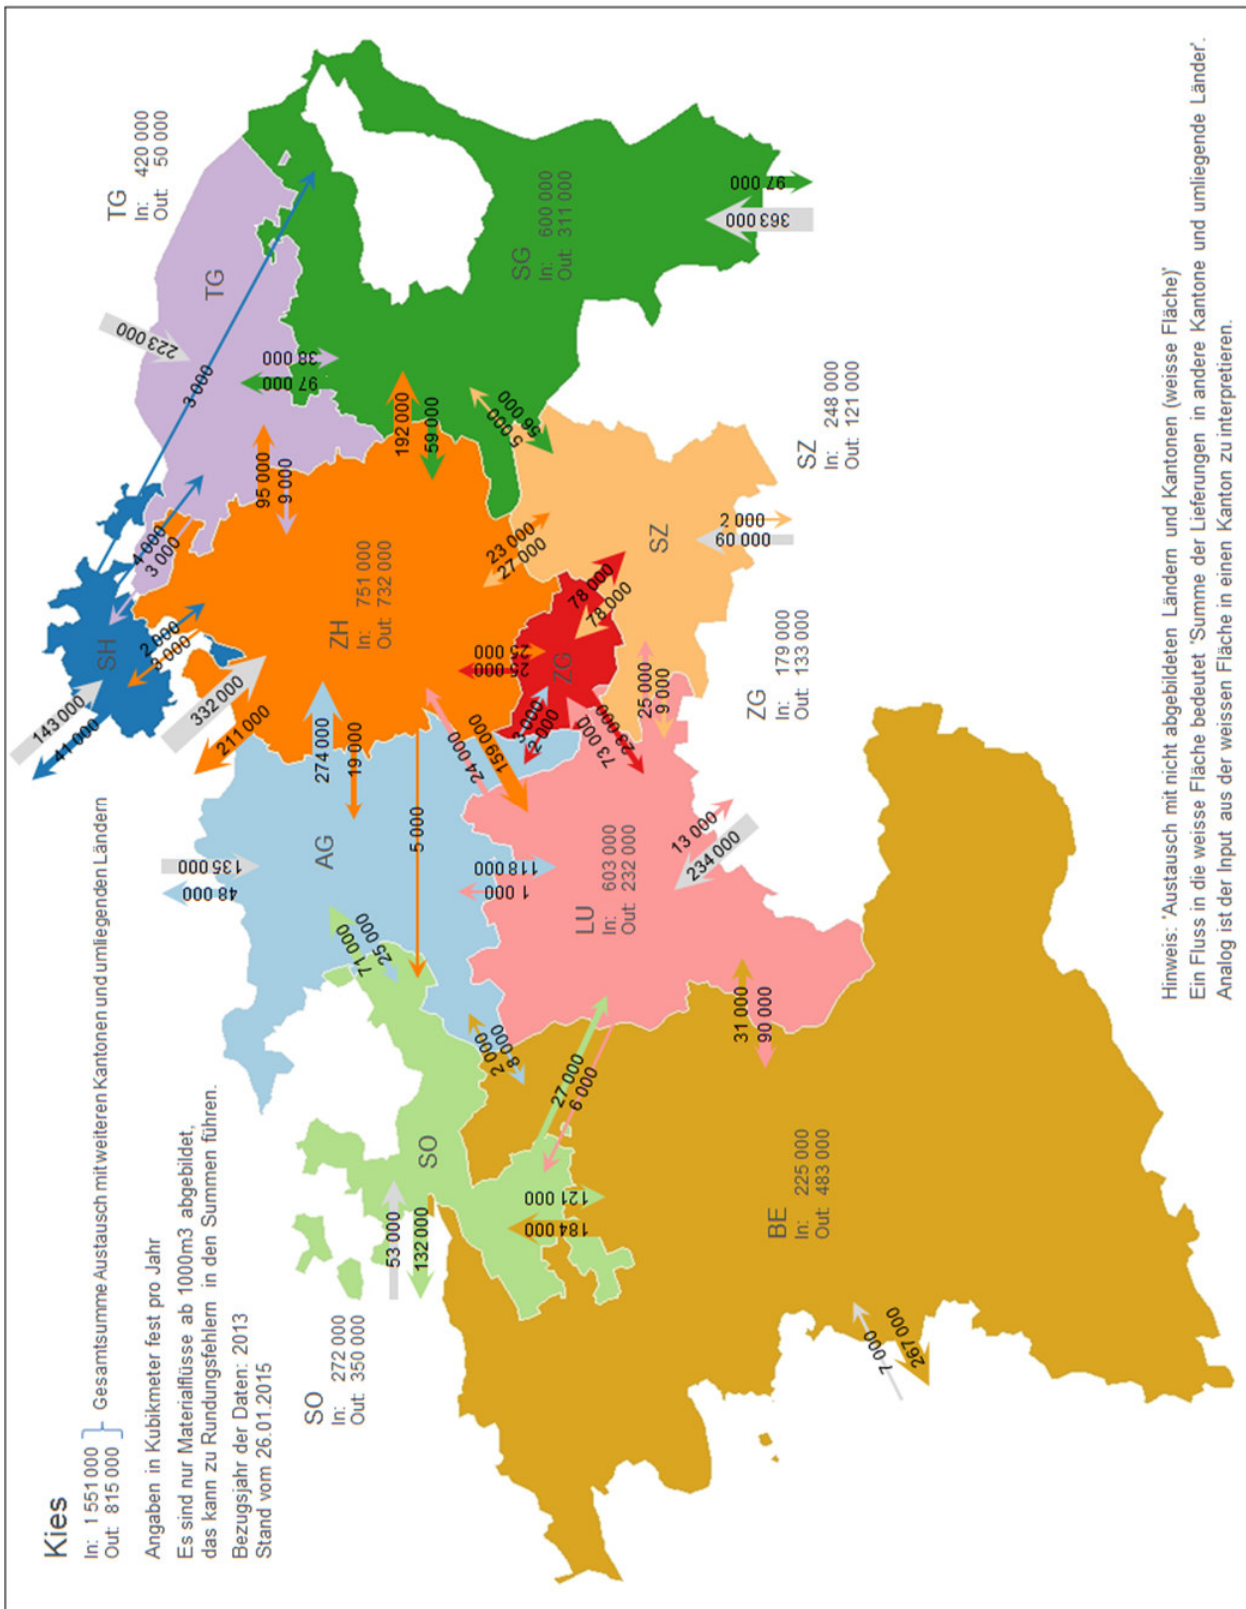 Kies
In: 1 551 000
Out: 815 000
Gesamtsumme Austausch mit weiteren Kantonen und umliegenden Ländern
Angaben in Kubikmeter fest pro Jahr
Es sind nur Materialflüsse ab 1000m3 abgebildet,
das kann zu Rundungsfehlern in den Summen führen.
Bezugsjahr der Daten: 2013
Stand vom 26.01.2015
143 000
41 000
SH
TG
In: 420 000
Out: 50 000
223 000
TG
3 000
4 000
3 000
2 000
3 000
332 000
211 000
135 000
48 000
95 000
9 000
97 000
38 000
SO
In: 272 000
Out: 350 000
53 000
132 000
SO
71 000
25 000
AG
274 000
19 000
5 000
ZH
In: 751 000
Out: 732 000
192 000
59 000
SG
In: 600 000
Out: 311 000
2 000
8 000
1 000
118 000
24 000
159 000
25 000
25 000
23 000
27 000
5 000
56 000
3 000
2 000
ZG
78 000
78 000
73 000
23 000
184 000
121 000
27 000
6 000
LU
In: 603 000
Out: 232 000
25 000
9 000
SZ
60 000
2 000
363 000
97 000
13 000
234 000
31 000
90 000
BE
In: 225 000
Out: 483 000
ZG
In: 179 000
Out: 133 000
SZ
In: 248 000
Out: 121 000
7 000
267 000
Hinweis: 'Austausch mit nicht abgebildeten Ländern und Kantonen (weisse Fläche)'
Ein Fluss in die weisse Fläche bedeutet 'Summe der Lieferungen in andere Kantone und umliegende Länder'.
Analog ist der Input aus der weissen Fläche in einen Kanton zu interpretieren.